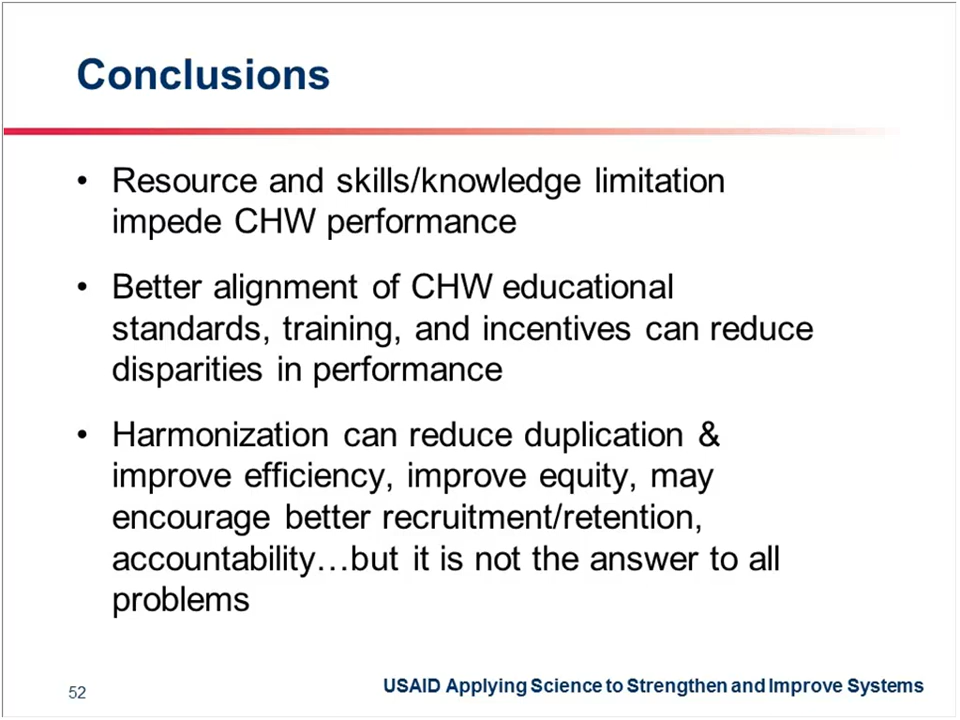 Conclusions
• Resource and skills/knowledge limitation
impede CHW performance
• Better alignment of CHW educational
standards, training, and incentives can reduce
disparities in performance
• Harmonization can reduce duplication &
improve efficiency, improve equity, may
encourage better recruitment/retention,
accountability…but it is not the answer to all
problems
52
USAID Applying Science to Strengthen and Improve Systems